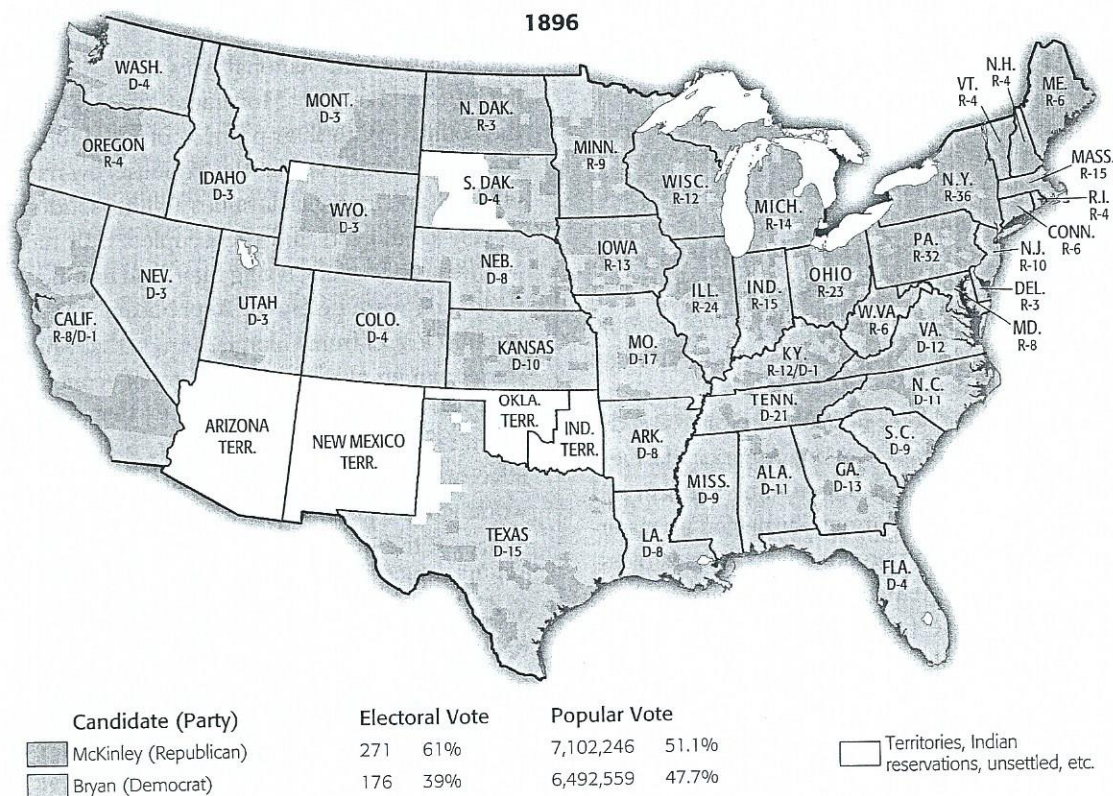 1896
WASH.
D-4
OREGON
R-4
CALIF.
R-8/D-1
NEV.
D-3
IDAHO
D-3
MONT.
D-3
WYO.
D-3
UTAH
D-3
COLO.
D-4
ARIZONA
TERR.
NEW MEXICO
TERR.
N. DAK.
R-3
S. DAK.
D-4
NEB.
D-8
KANSAS
D-10
OKLA.
TERR.
IND.
TERR.
TEXAS
D-15
MINN.
R-9
IOWA
R-13
MO.
D-17
ARK.
D-8
LA.
D-8
WISC.
R-12
ILL.
R-24
MICH.
R-14
IND.
R-15
OHIO
R-23
KY.
R-12/D-1
TENN.
D-21
MISS.
D-9
ALA.
D-11
GA.
D-13
FLA.
D-4
S.C.
D-9
N.C.
D-11
VA.
D-12
W.VA.
R-6
PA.
R-32
N.Y.
R-36
VT.
R-4
N.H.
R-4
ME.
R-6
MASS.
R-15
R.I.
R-4
CONN.
R-6
N.J.
R-10
DEL.
R-3
MD.
R-8
Candidate (Party) Electoral Vote Popular Vote
McKinley (Republican) 271 61% 7,102,246 51.1%
Bryan (Democrat) 176 39% 6,492,559 47.7%
Territories, Indian
reservations, unsettled, etc.